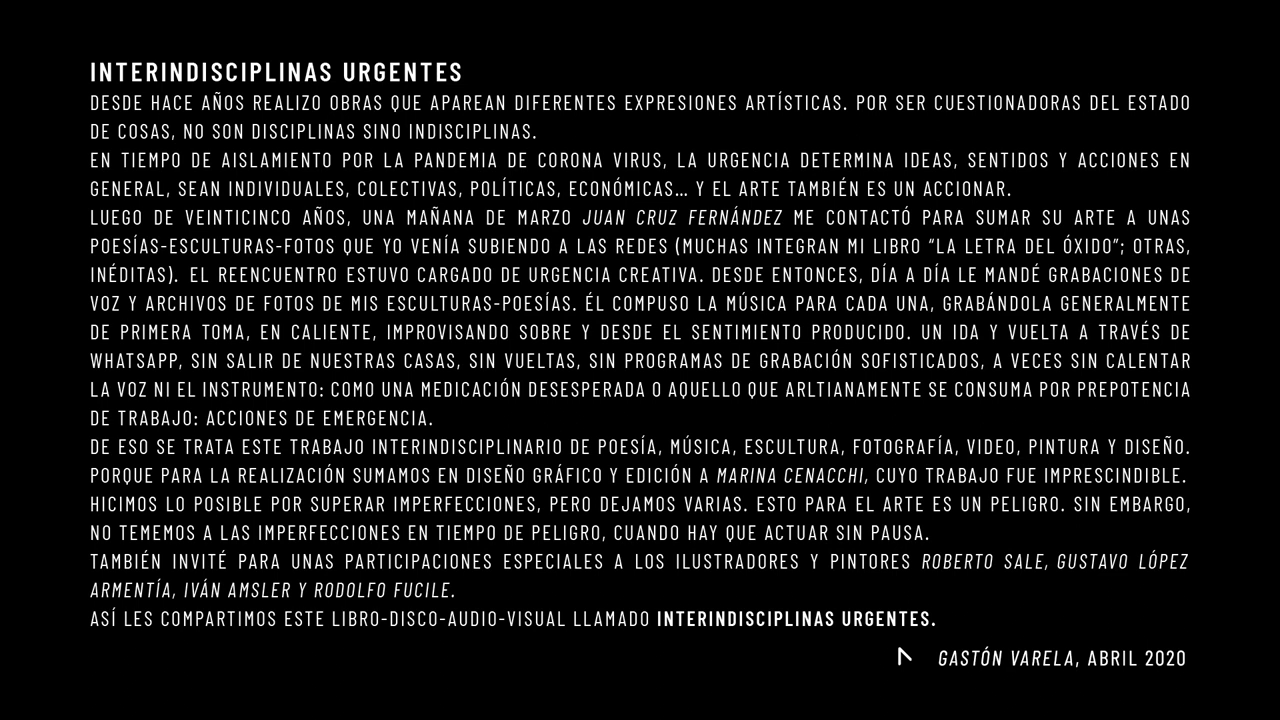 INTERINDISCIPLINAS URGENTES
DESDE HACE AÑOS REALIZO OBRAS QUE APAREAN DIFERENTES EXPRESIONES ARTÍSTICAS. POR SER CUESTIONADORAS DEL ESTADO
DE COSAS, NO SON DISCIPLINAS SINO INDISCIPLINAS.
EN TIEMPO DE AISLAMIENTO POR LA PANDEMIA DE CORONA VIRUS, LA URGENCIA DETERMINA IDEAS, SENTIDOS Y ACCIONES EN
GENERAL, SEAN INDIVIDUALES, COLECTIVAS, POLÍTICAS, ECONÓMICAS... Y EL ARTE TAMBIÉN ES UN ACCIONAR.
LUEGO DE VEINTICINCO AÑOS, UNA MAÑANA DE MARZO JUAN CRUZ FERNÁNDEZ ME CONTACTÓ PARA SUMAR SU ARTE A UNAS
POESÍAS-ESCULTURAS-FOTOS QUE YO VENÍA SUBIENDO A LAS REDES (MUCHAS INTEGRAN MI LIBRO “LA LETRA DEL ÓXIDO”; OTRAS,
INÉDITAS). EL REENCUENTRO ESTUVO CARGADO DE URGENCIA CREATIVA. DESDE ENTONCES, DÍA A DÍA LE MANDÉ GRABACIONES DE
VOZ Y ARCHIVOS DE FOTOS DE MIS ESCULTURAS-POESÍAS. ÉL COMPUSO LA MÚSICA PARA CADA UNA, GRABÁNDOLA GENERALMENTE
DE PRIMERA TOMA, EN CALIENTE, IMPROVISANDO SOBRE Y DESDE EL SENTIMIENTO PRODUCIDO. UN IDA Y VUELTA A TRAVÉS DE
WHATSAPP, SIN SALIR DE NUESTRAS CASAS, SIN VUELTAS, SIN PROGRAMAS DE GRABACIÓN SOFISTICADOS, A VECES SIN CALENTAR
LA VOZ NI EL INSTRUMENTO: COMO UNA MEDICACIÓN DESESPERADA O AQUELLO QUE ARLTIANAMENTE SE CONSUMA POR PREPOTENCIA
DE TRABAJO: ACCIONES DE EMERGENCIA.
DE ESO SE TRATA ESTE TRABAJO INTERINDISCIPLINARIO DE POESÍA, MÚSICA, ESCULTURA, FOTOGRAFÍA, VIDEO, PINTURA Y DISEÑO.
PORQUE PARA LA REALIZACIÓN SUMAMOS EN DISEÑO GRÁFICO Y EDICIÓN A MARINA CENACCHI, CUYO TRABAJO FUE IMPRESCINDIBLE.
HICIMOS LO POSIBLE POR SUPERAR IMPERFECCIONES, PERO DEJAMOS VARIAS. ESTO PARA EL ARTE ES UN PELIGRO. SIN EMBARGO,
NO TEMEMOS A LAS IMPERFECCIONES EN TIEMPO DE PELIGRO, CUANDO HAY QUE ACTUAR SIN PAUSA.
TAMBIÉN INVITÉ PARA UNAS PARTICIPACIONES ESPECIALES A LOS ILUSTRADORES Y PINTORES ROBERTO SALE, GUSTAVO LÓPEZ
ARMENTÍA, IVÁN AMSLER Y RODOLFO FUCILE.
ASÍ LES COMPARTIMOS ESTE LIBRO-DISCO-AUDIO-VISUAL LLAMADO INTERINDISCIPLINAS URGENTES.
GASTÓN VARELA, ABRIL 2020